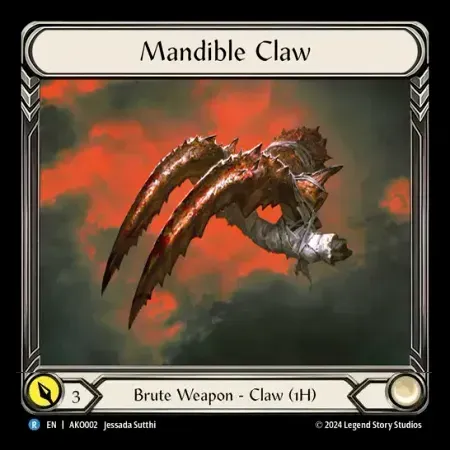 Mandible Claw
3
Brute Weapon - Claw (1H)
R EN | AKO002 Jessada Sutthi
© 2024 Legend Story Studios